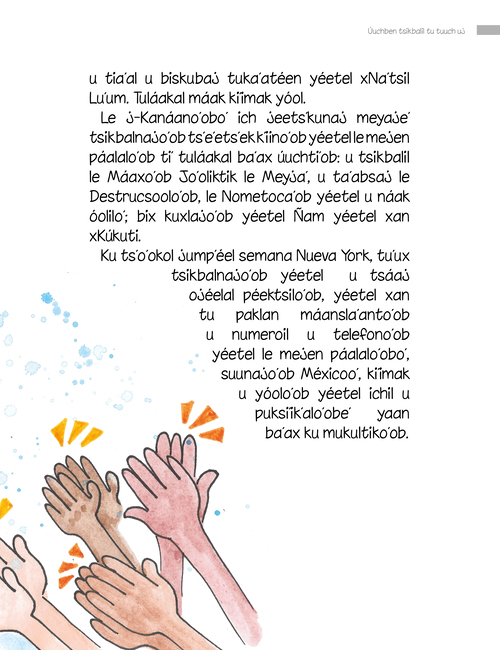 Úuchben tsikbalil tu tuuch uj
u tia'al u biskubaj tuka'atéen yéetel xNa'tsil
Lu'um. Tuláakal máak kíimak yóol.
Le j-Kanáano'obo' ich jeets'kunaj meyaje'
tsikbalnajo'ob ts'e'ets'ek kíino'ob yéetel le mejen
páalalo'ob ti' tuláakal ba'ax úuchti'ob: u tsikbalil
le Máaxo'ob Jo'oliktik le Meyja', u ta'absaj le
Destrucsoolo'ob, le Nometoca'ob yéetel u náak
óolilo'; bix kuxlajo'ob yéetel Ñam yéetel xan
xKúkuti.
Ku ts'o'okol jump'éel semana Nueva York, tu'ux
tsikbalnajo'ob yéetel u tsáaj
ojéelal péektsilo'ob, yéetel xan
tu paklan máansla'anto'ob
u numeroil u telefono'ob
yéetel le mejen páalalo'obo',
suunajo'ob Méxicoo', kíimak
u yóolo'ob yéetel ichil u
puksíik'alo'obe' yaan
ba'ax ku mukultiko'ob.